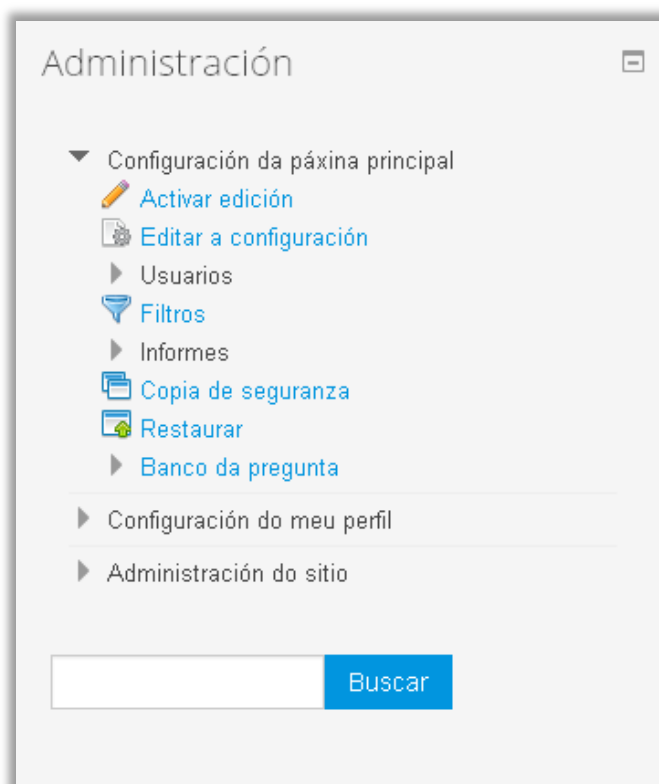 Administración
Configuración da páxina principal
Activar edición
Editar a configuración
Usuarios
Filtros
Informes
Copia de seguranza
Restaurar
Banco da pregunta
Configuración do meu perfil
Administración do sitio
Buscar